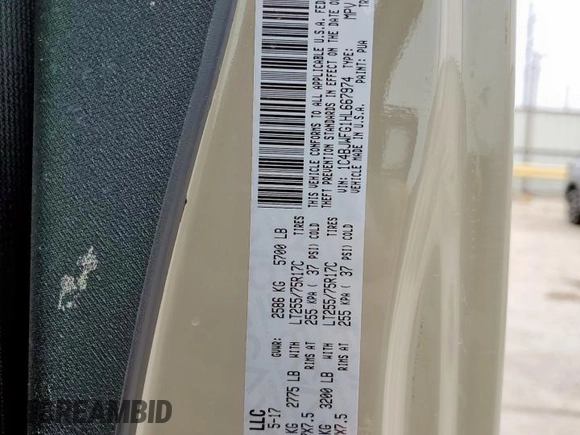 LLC
5-17 GVWR: 2586 KG 5700 LB
KG 2775 LB WITH LT255/75R17C TIRES
X7.5 RIMS AT 255 KPA ( 37 PSI) COLD
KG 3200 LB WITH LT255/75R17C TIRES
X7.5 RIMS AT 255 KPA ( 37 PSI) COLD
THIS VEHICLE CONFORMS TO ALL APPLICABLE U.S.A. FED
THEFT PREVENTION STANDARDS IN EFFECT ON THE DATE OF
VIN: 1C4BJWFG1HL667974 TYPE: MPV
VEHICLE MADE IN U.S.A. PAINT: PUA TR
SCREAMBID